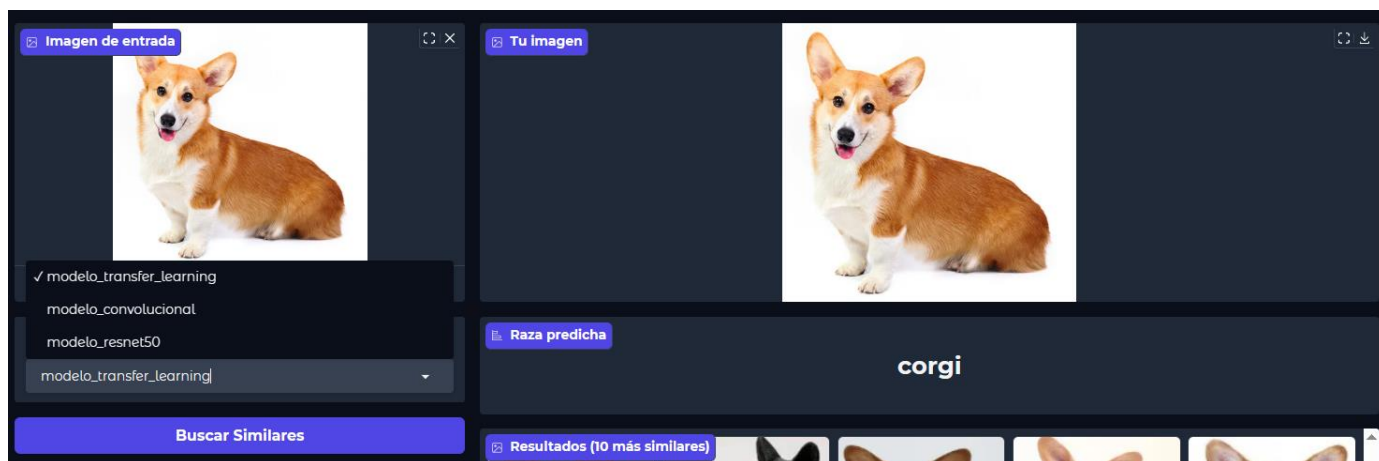 Imagen de entrada
✓ modelo_transfer_learning
modelo_convolucional
modelo_resnet50
modelo_transfer_learning
Buscar Similares
Tu imagen
Raza predicha
corgi
Resultados (10 más similares)